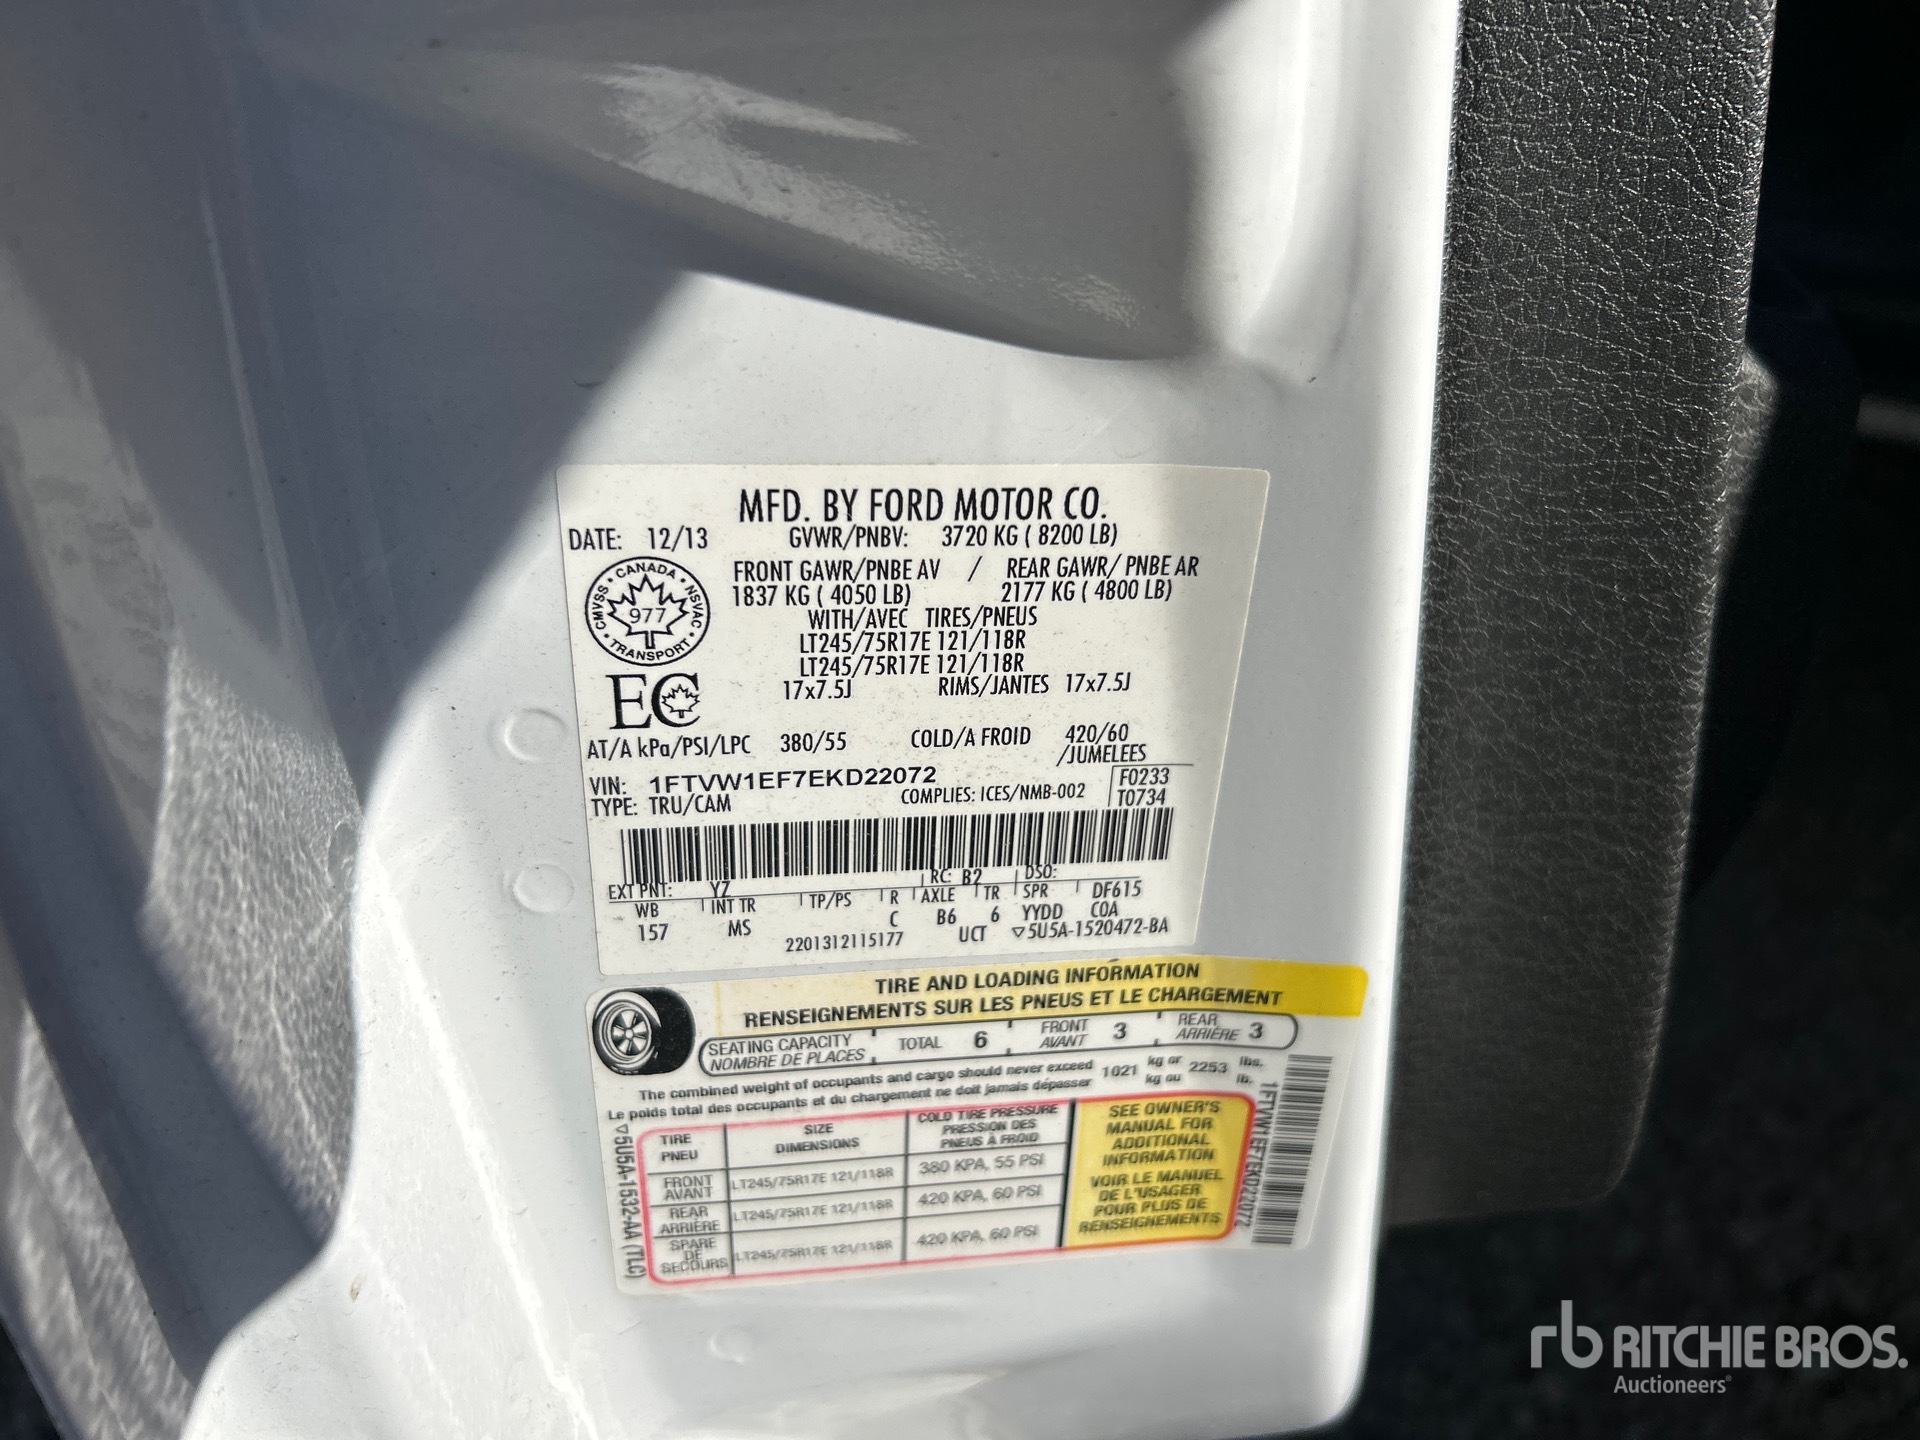 MFD. BY FORD MOTOR CO.
DATE: 12/13 GVWR/PNBV: 3720 KG ( 8200 LB)
FRONT GAWR/PNBE AV / REAR GAWR/ PNBE AR
1837 KG ( 4050 LB) 2177 KG ( 4800 LB)
WITH/AVEC TIRES/PNEUS
LT245/75R17E 121/118R
LT245/75R17E 121/118R
17x7.5J RIMS/JANTES 17x7.5J
CANADA
CMVSS 977 NSVAC
TRANSPORT
EC
AT/A kPa/PSI/LPC 380/55 COLD/A FROID 420/60
/JUMELEES
VIN: 1FTVW1EF7EKD22072 F0233
TYPE: TRU/CAM COMPLIES: ICES/NMB-002 T0734
EXT PNT: YZ RC: B2 DSO:
WB INT TR TP/PS R AXLE TR SPR DF615
157 MS C B6 6 YYDD COA
2201312115177 UCT ▽5U5A-1520472-BA
TIRE AND LOADING INFORMATION
RENSEIGNEMENTS SUR LES PNEUS ET LE CHARGEMENT
SEATING CAPACITY
NOMBRE DE PLACES
TOTAL 6
FRONT
AVANT
3
REAR
ARRIÈRE
3
The combined weight of occupants and cargo should never exceed 1021 kg or 2253 lbs.
Le poids total des occupants et du chargement ne doit jamais dépasser kg ou lb.
▽5U5A-1532-AA (TLC)
TIRE
PNEU
SIZE
DIMENSIONS
COLD TIRE PRESSURE
PRESSION DES
PNEUS À FROID
FRONT
AVANT
LT245/75R17E 121/118R
380 KPA, 55 PSI
REAR
ARRIÈRE
LT245/75R17E 121/118R
420 KPA, 60 PSI
SPARE
DE
SECOURS
LT245/75R17E 121/118R
420 KPA, 60 PSI
SEE OWNER'S
MANUAL FOR
ADDITIONAL
INFORMATION
VOIR LE MANUEL
DE L'USAGER
POUR PLUS DE
RENSEIGNEMENTS
1FTVW1EF7EKD22072
rb RITCHIE BROS.
Auctioneers